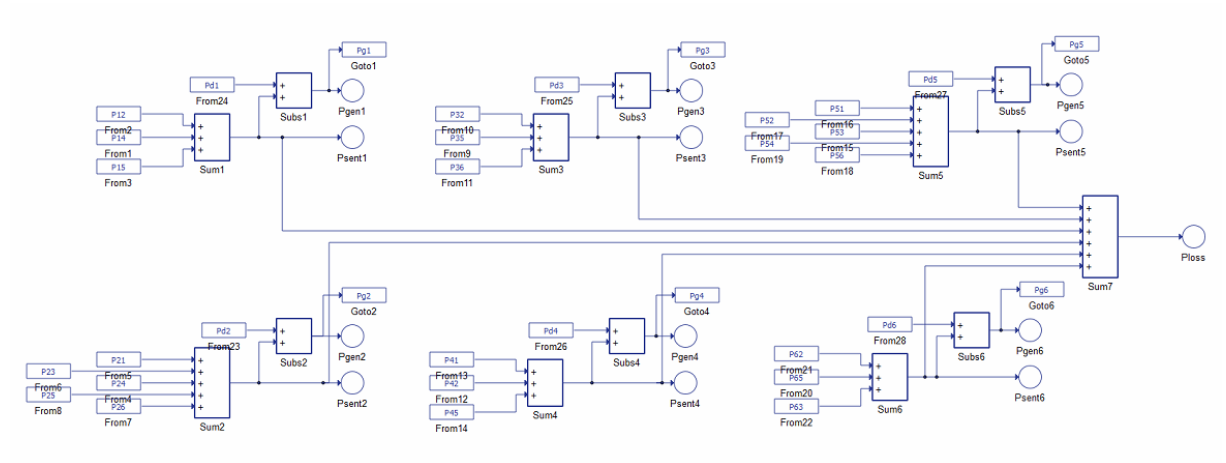 Pg1
Goto1
Pd1
From24
Subs1
Pgen1
P12
From2
P14
From1
P15
From3
Sum1
Psent1
Pg3
Goto3
Pd3
From25
Subs3
Pgen3
P32
From10
P35
From9
P36
From11
Sum3
Psent3
Pg5
Goto5
Pd5
From27
Subs5
Pgen5
P51
From16
P52
From17
P53
From15
P54
From19
P56
From18
Sum5
Psent5
Sum7
Ploss
Pg2
Goto2
Pd2
From23
Subs2
Pgen2
P21
From5
P23
From6
P24
From4
P25
From8
P26
From7
Sum2
Psent2
Pg4
Goto4
Pd4
From26
Subs4
Pgen4
P41
From13
P42
From12
P45
From14
Sum4
Psent4
Pg6
Goto6
Pd6
From28
Subs6
Pgen6
P62
From21
P65
From20
P63
From22
Sum6
Psent6